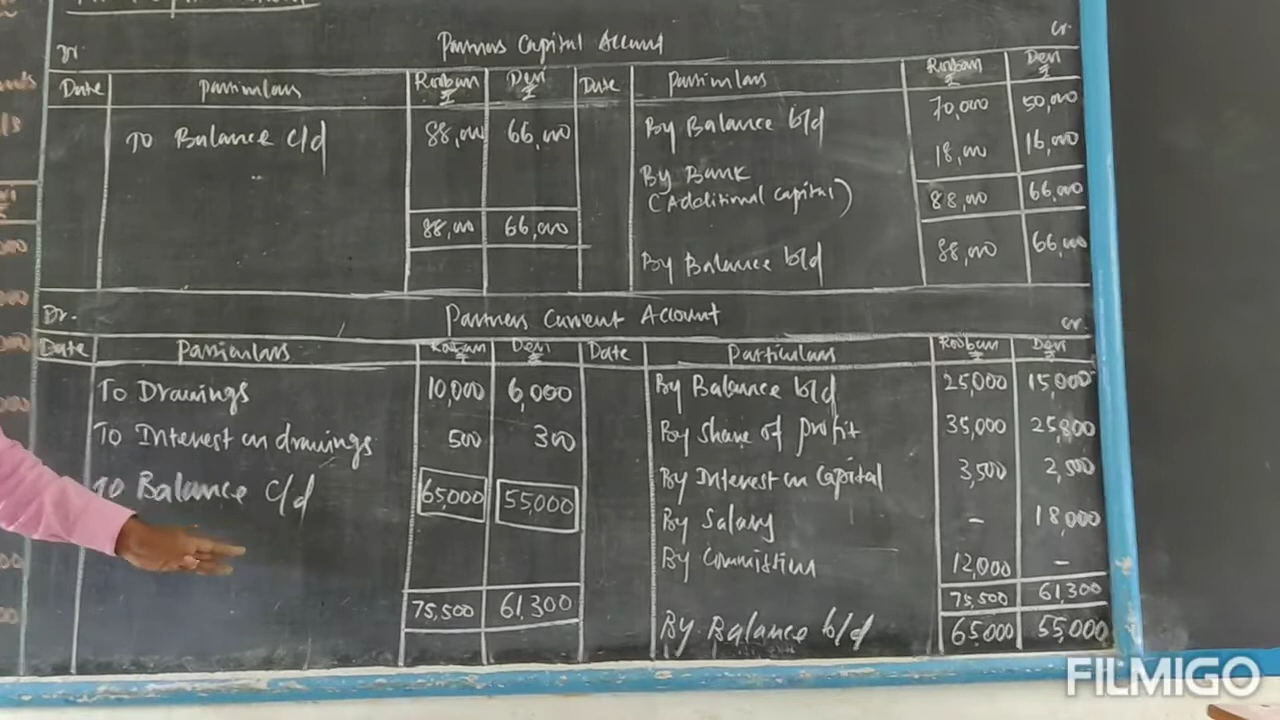 Dr. Partners Capital Account Cr.
Date Particulars Rooban ₹ Devi ₹ Date Particulars Rooban ₹ Devi ₹
To Balance c/d 88,000 66,000 By Balance b/d 70,000 50,000
By Bank 18,000 16,000
(Additional capital) 88,000 66,000
88,000 66,000
By Balance b/d 88,000 66,000
Dr. Partners Current Account Cr.
Date Particulars Rooban ₹ Devi ₹ Date Particulars Rooban ₹ Devi ₹
To Drawings 10,000 6,000 By Balance b/d 25,000 15,000
To Interest on drawings 500 300 By Share of profit 35,000 25,800
To Balance c/d 65,000 55,000 By Interest on Capital 3,500 2,500
By Salary - 18,000
By Commission 12,000 -
75,500 61,300 75,500 61,300
By Balance b/d 65,000 55,000
FILMIGO